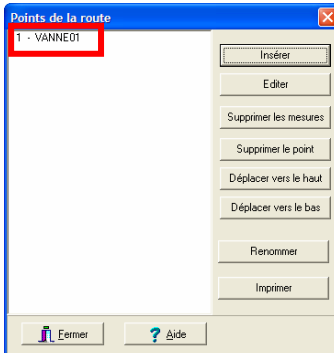 Points de la route
1 - VANNE01
Insérer
Editer
Supprimer les mesures
Supprimer le point
Déplacer vers le haut
Déplacer vers le bas
Renommer
Imprimer
Fermer
? Aide